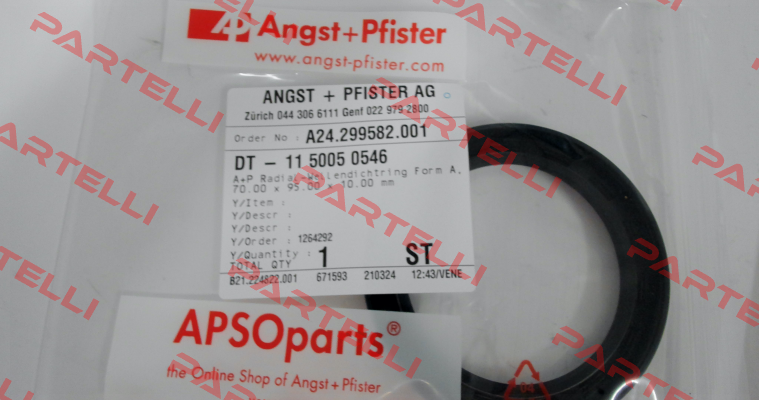 Angst+Pfister
www.angst-pfister.com
ANGST + PFISTER AG
Zürich 044 306 6111 Genf 022 979 2800
Order No : A24.299582.001
DT - 11 5005 0546
A+P Radial-Wellendichtring Form A,
70.00 x 95.00 x 10.00 mm
Y/Item :
Y/Descr :
Y/Descr :
Y/Order : 1264292
Y/Quantity : 1 ST
TOTAL QTY
B21.224822.001 671593 210324 12:43/VENE
APSOparts®
the Online Shop of Angst+Pfister
PARTELLI
PARTELLI
PARTELLI
PARTELLI
PARTELLI
PARTELLI
PARTELLI
PARTELLI